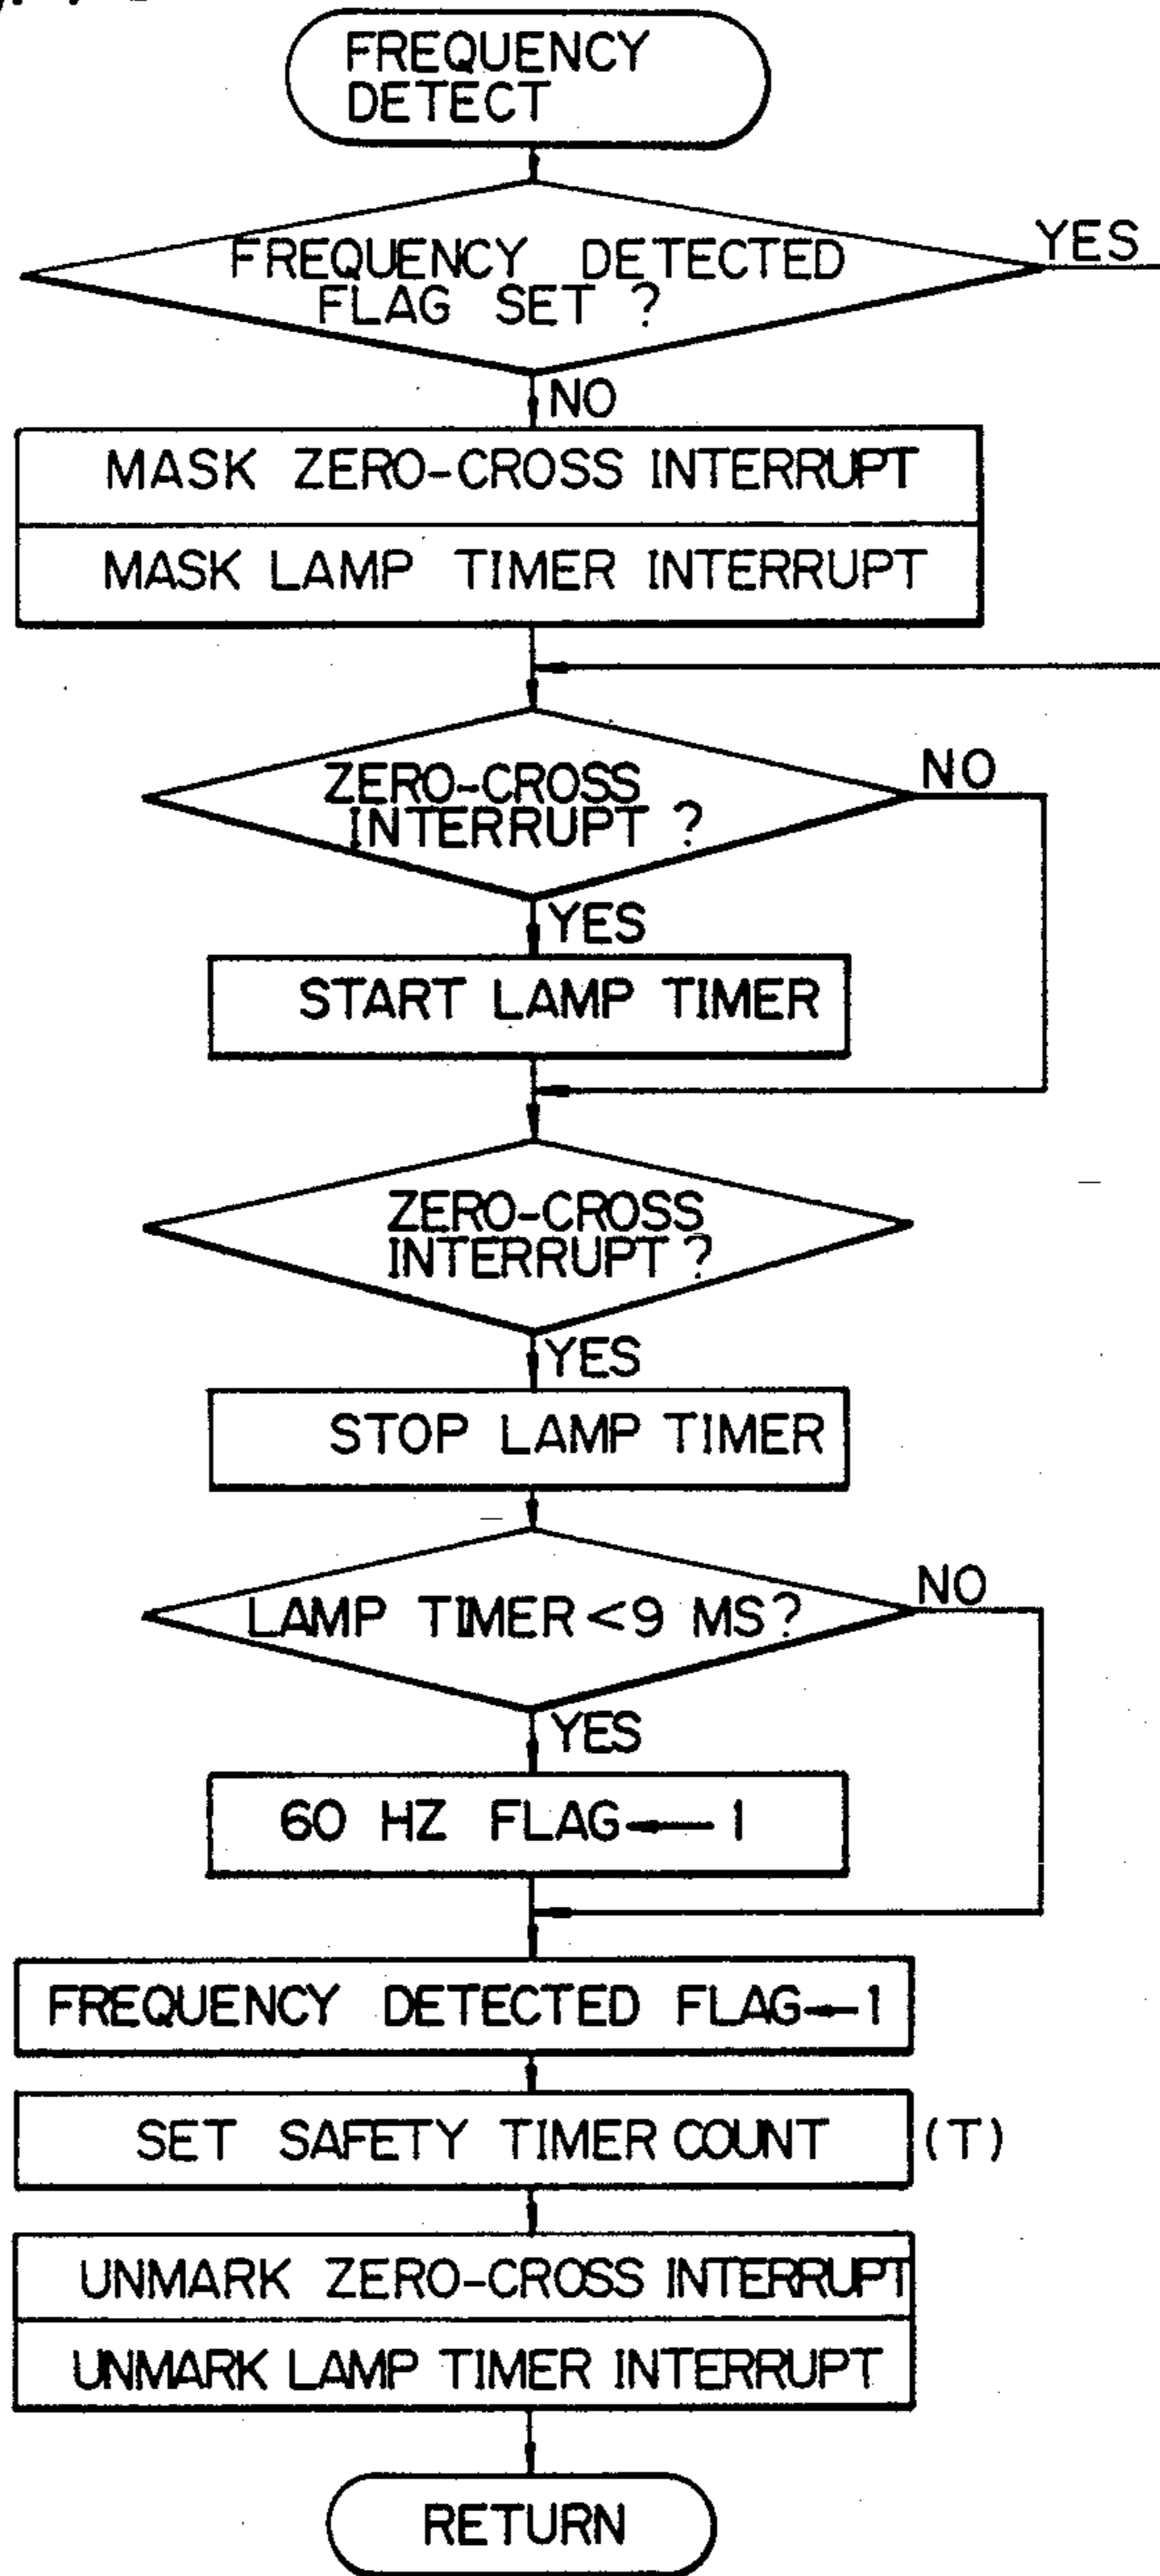 FREQUENCY
DETECT
FREQUENCY DETECTED
FLAG SET ?
YES
NO
MASK ZERO-CROSS INTERRUPT
MASK LAMP TIMER INTERRUPT
ZERO-CROSS
INTERRUPT ?
NO
YES
START LAMP TIMER
ZERO-CROSS
INTERRUPT ?
YES
STOP LAMP TIMER
LAMP TIMER <9 MS?
NO
YES
60 HZ FLAG ← 1
FREQUENCY DETECTED FLAG ← 1
SET SAFETY TIMER COUNT (T)
UNMARK ZERO-CROSS INTERRUPT
UNMARK LAMP TIMER INTERRUPT
RETURN